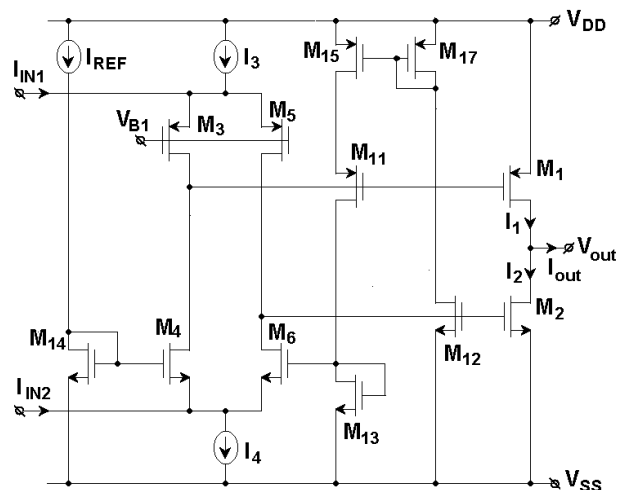 V_DD
M_15
M_17
I_REF
I_3
I_IN1
V_B1
M_3
M_5
M_11
M_1
I_1
V_out
I_out
I_2
M_14
M_4
M_6
M_12
M_2
I_IN2
M_13
I_4
V_SS